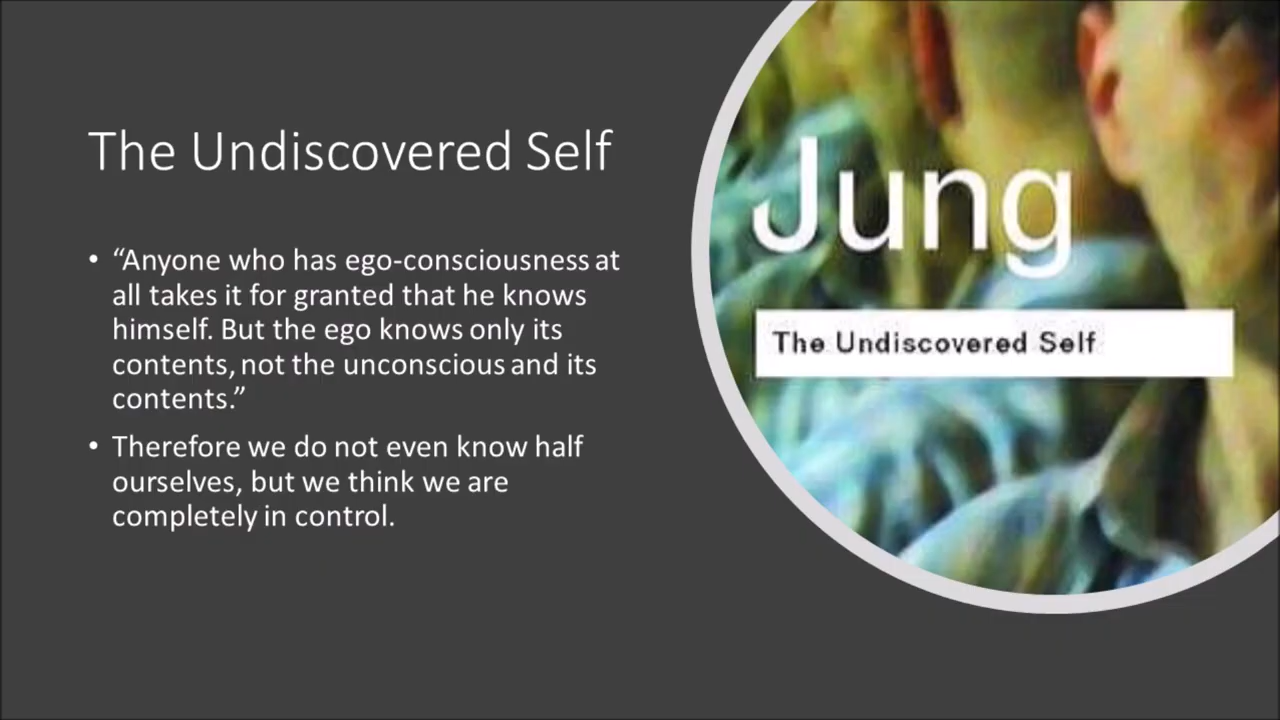 The Undiscovered Self
• “Anyone who has ego-consciousness at
all takes it for granted that he knows
himself. But the ego knows only its
contents, not the unconscious and its
contents.”
• Therefore we do not even know half
ourselves, but we think we are
completely in control.
Jung
The Undiscovered Self